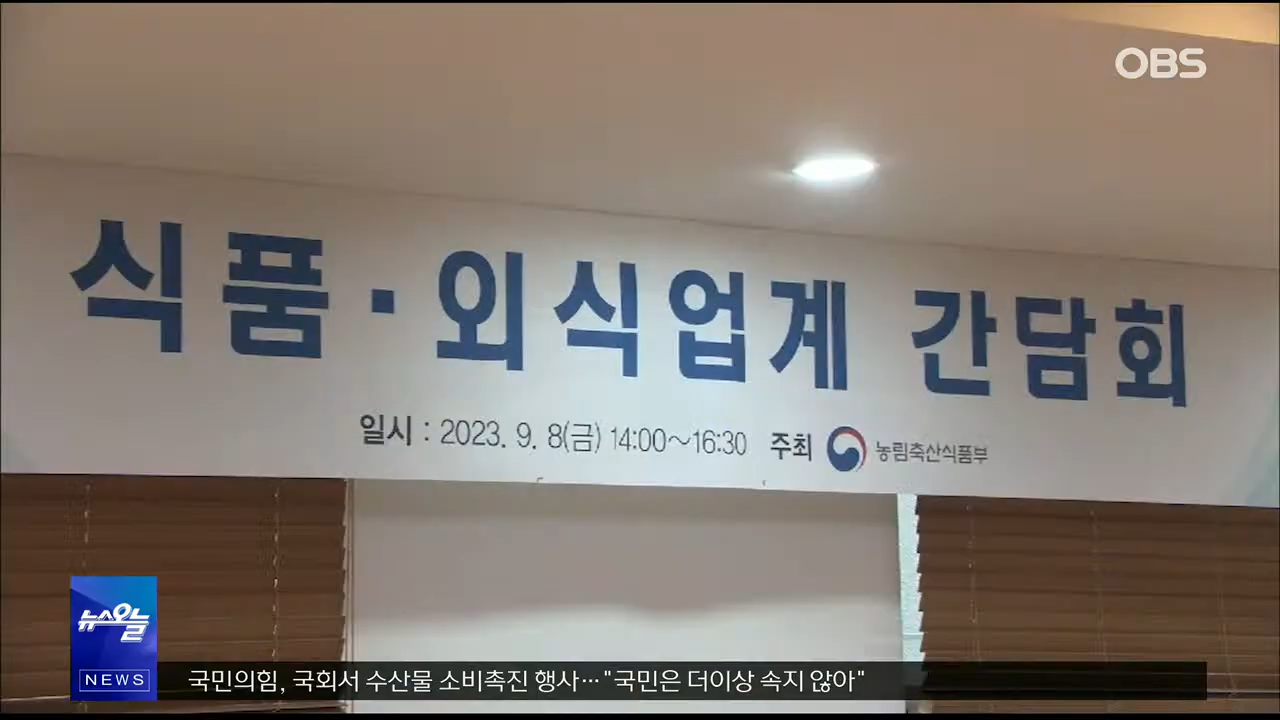 OBS
식품·외식업계 간담회
일시 : 2023. 9. 8(금) 14:00~16:30 주최 농림축산식품부
뉴스오늘
NEWS
국민의힘, 국회서 수산물 소비촉진 행사…"국민은 더이상 속지 않아"